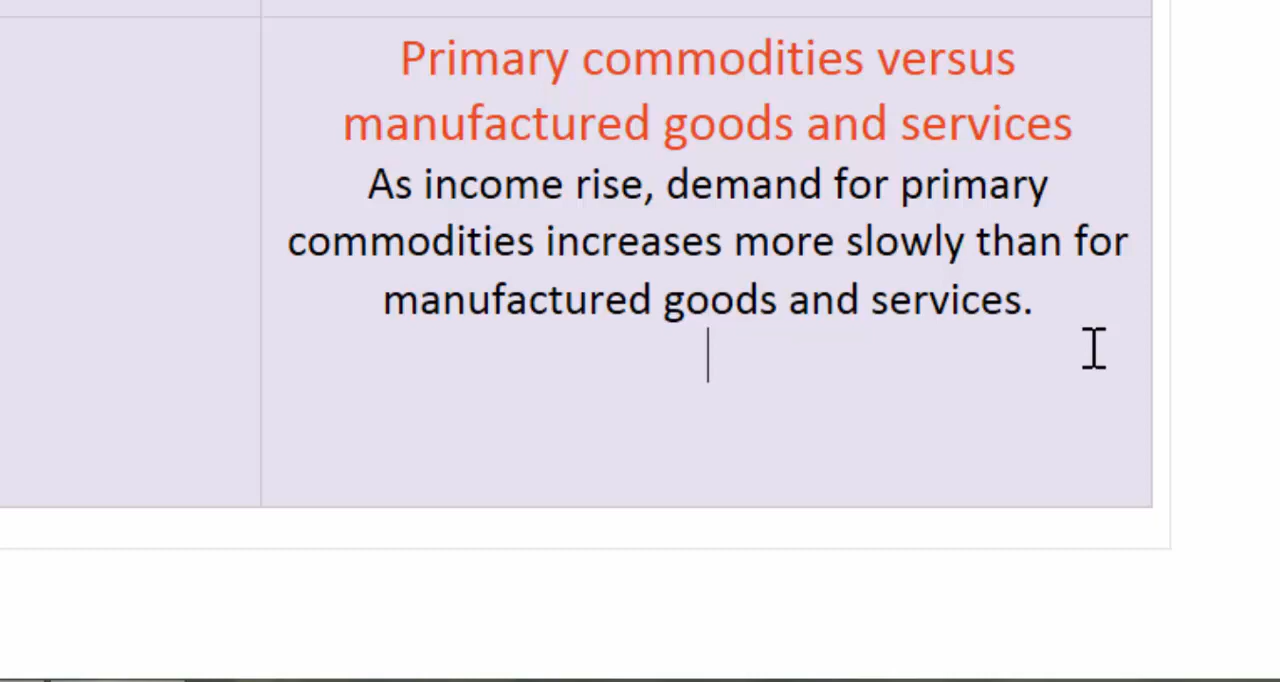 Primary commodities versus
manufactured goods and services
As income rise, demand for primary
commodities increases more slowly than for
manufactured goods and services.